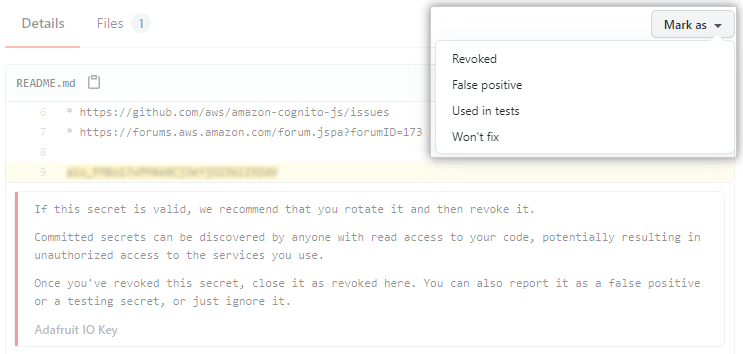 Details Files 1
Mark as
Revoked
False positive
Used in tests
Won't fix
README.md
6 * https://github.com/aws/amazon-cognito-js/issues
7 * https://forums.aws.amazon.com/forum.jspa?forumID=173
8
9
If this secret is valid, we recommend that you rotate it and then revoke it.
Committed secrets can be discovered by anyone with read access to your code, potentially resulting in
unauthorized access to the services you use.
Once you've revoked this secret, close it as revoked here. You can also report it as a false positive
or a testing secret, or just ignore it.
Adafruit IO Key